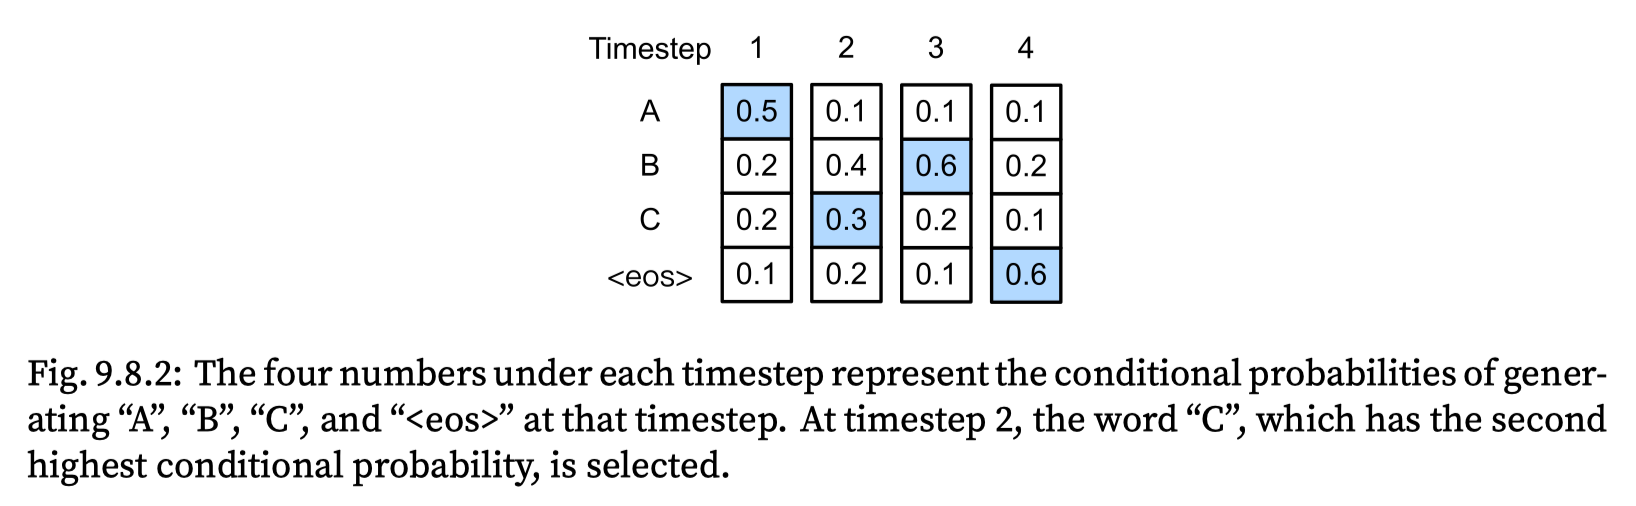 Timestep 1 2 3 4
A 0.5 0.1 0.1 0.1
B 0.2 0.4 0.6 0.2
C 0.2 0.3 0.2 0.1
<eos> 0.1 0.2 0.1 0.6
Fig. 9.8.2: The four numbers under each timestep represent the conditional probabilities of gener-
ating “A”, “B”, “C”, and “<eos>” at that timestep. At timestep 2, the word “C”, which has the second
highest conditional probability, is selected.